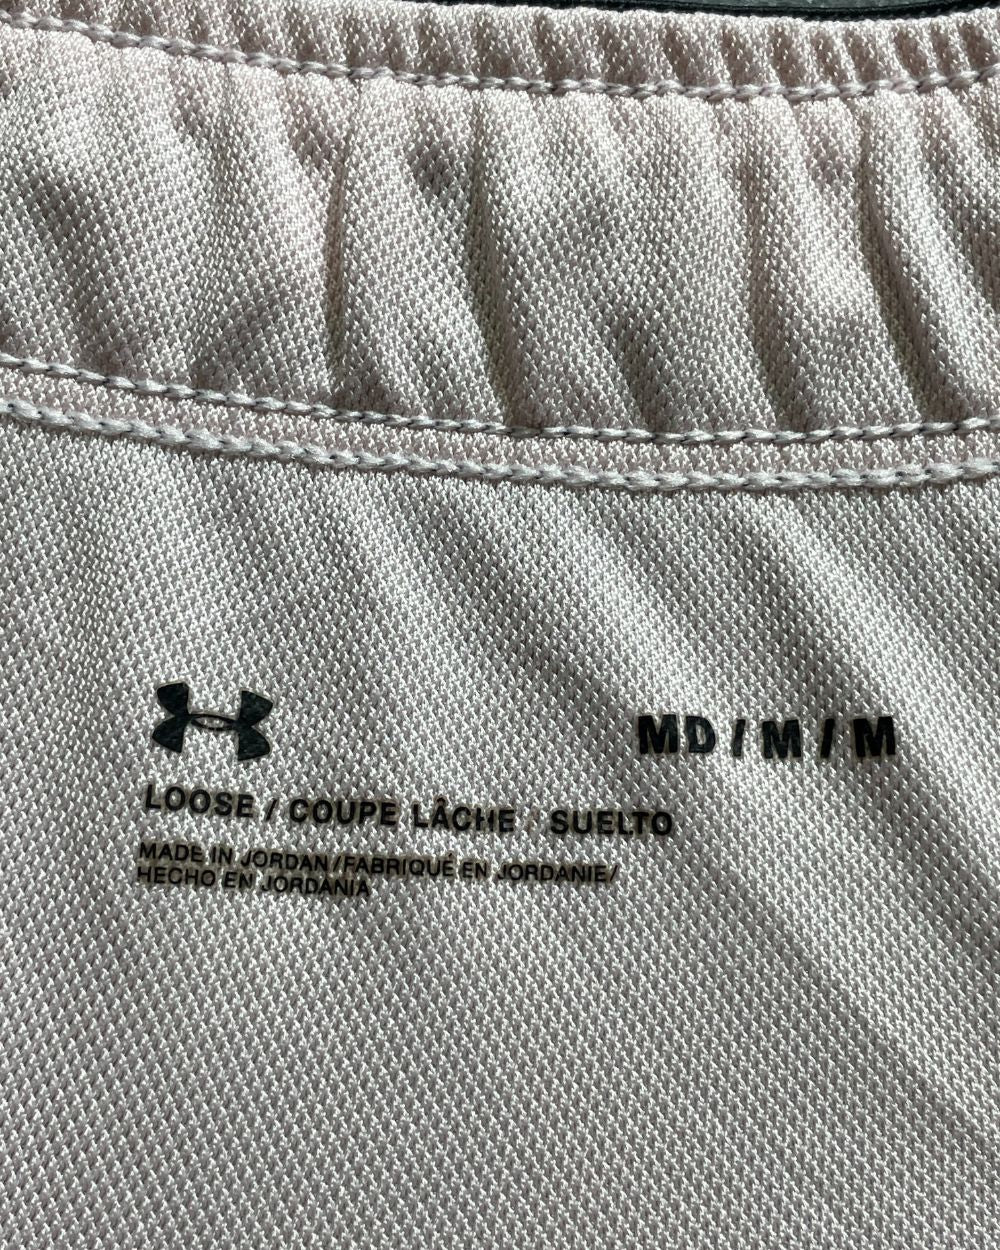 MD / M / M
LOOSE / COUPE LÂCHE / SUELTO
MADE IN JORDAN/FABRIQUÉ EN JORDANIE/
HECHO EN JORDANIA